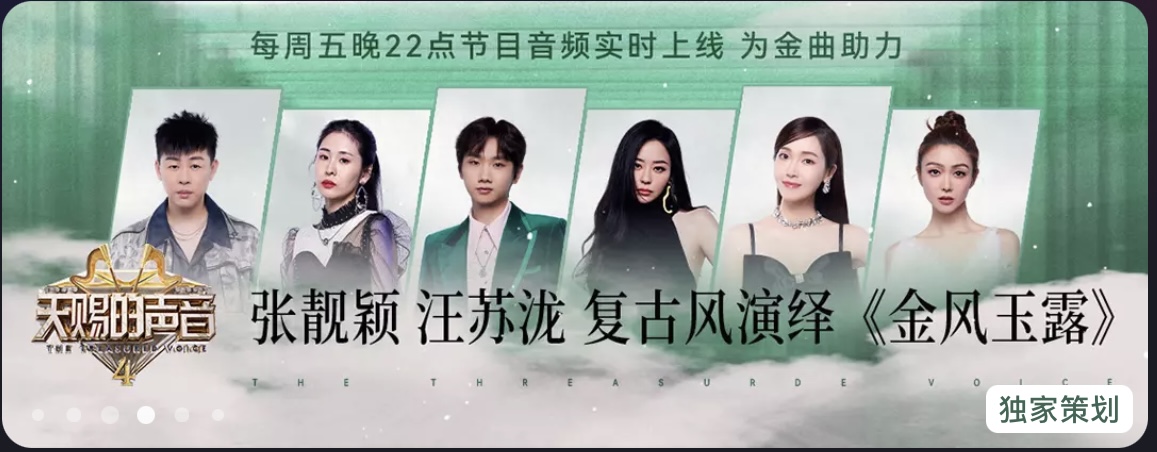 每周五晚22点节目音频实时上线 为金曲助力
天赐的声音
THE TREASURED VOICE
4
张靓颖 汪苏泷 复古风演绎《金风玉露》
THE THREASURDE VOICE
独家策划